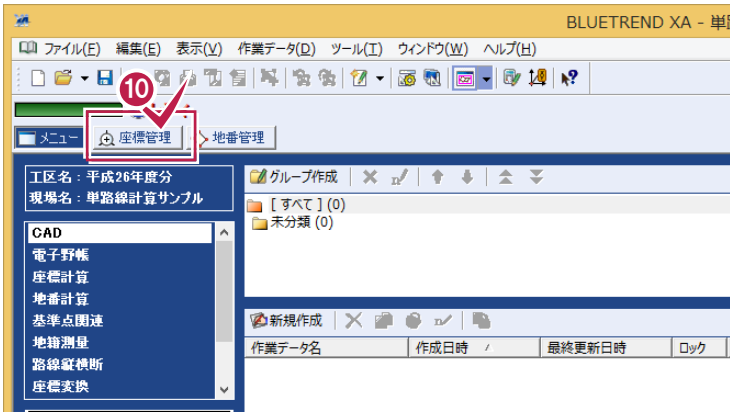 BLUETREND XA - 単
ファイル(F) 編集(E) 表示(V) 作業データ(D) ツール(T) ウィンドウ(W) ヘルプ(H)
10
メニュー 座標管理 地番管理
工区名：平成26年度分
現場名：単路線計算サンプル
CAD
電子野帳
座標計算
地番計算
基準点関連
地籍測量
路線縦横断
座標変換
グループ作成
[ すべて ] (0)
未分類 (0)
新規作成
作業データ名 作成日時 最終更新日時 ロック